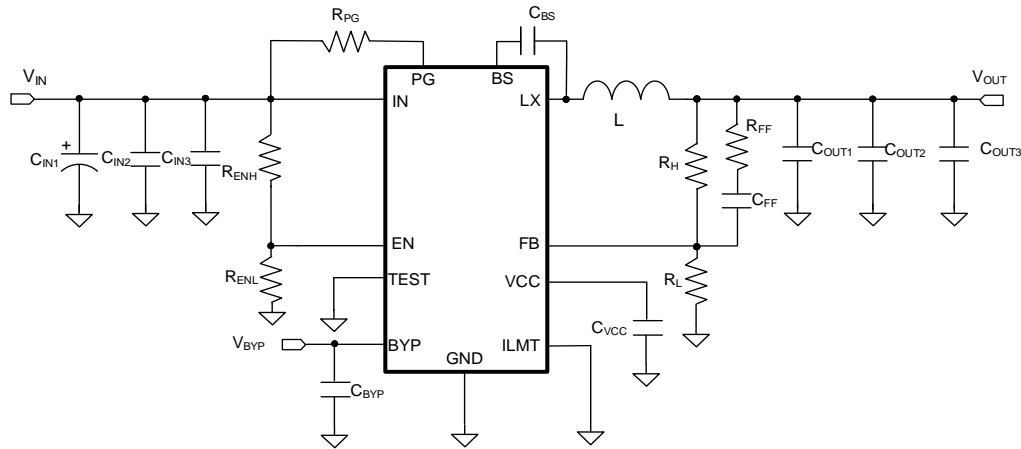 RPG
CBS
VIN
PG
BS
VOUT
IN
LX
L
+
CIN1
CIN2
CIN3
RENH
RH
RFF
CFF
COUT1
COUT2
COUT3
EN
FB
RENL
TEST
VCC
RL
VBYP
BYP
GND
ILMT
CVCC
CBYP